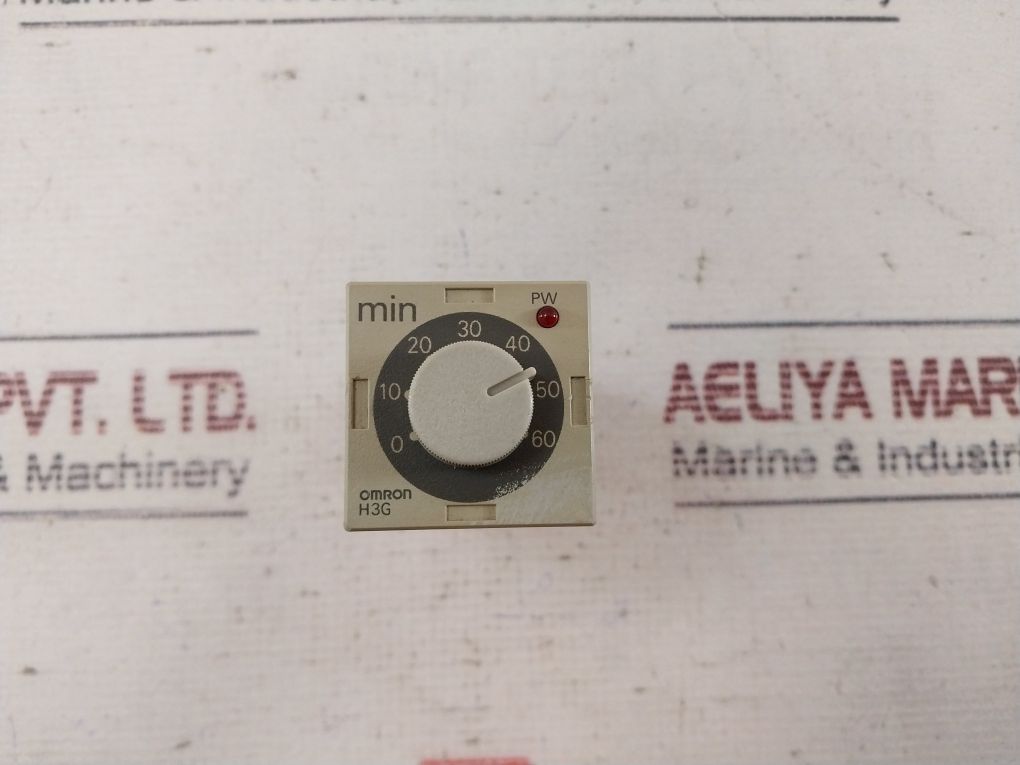 min
PW
30
20
40
10
50
0
60
OMRON
H3G
PVT. LTD.
& Machinery
AELIYA MAR
Marine & Industri